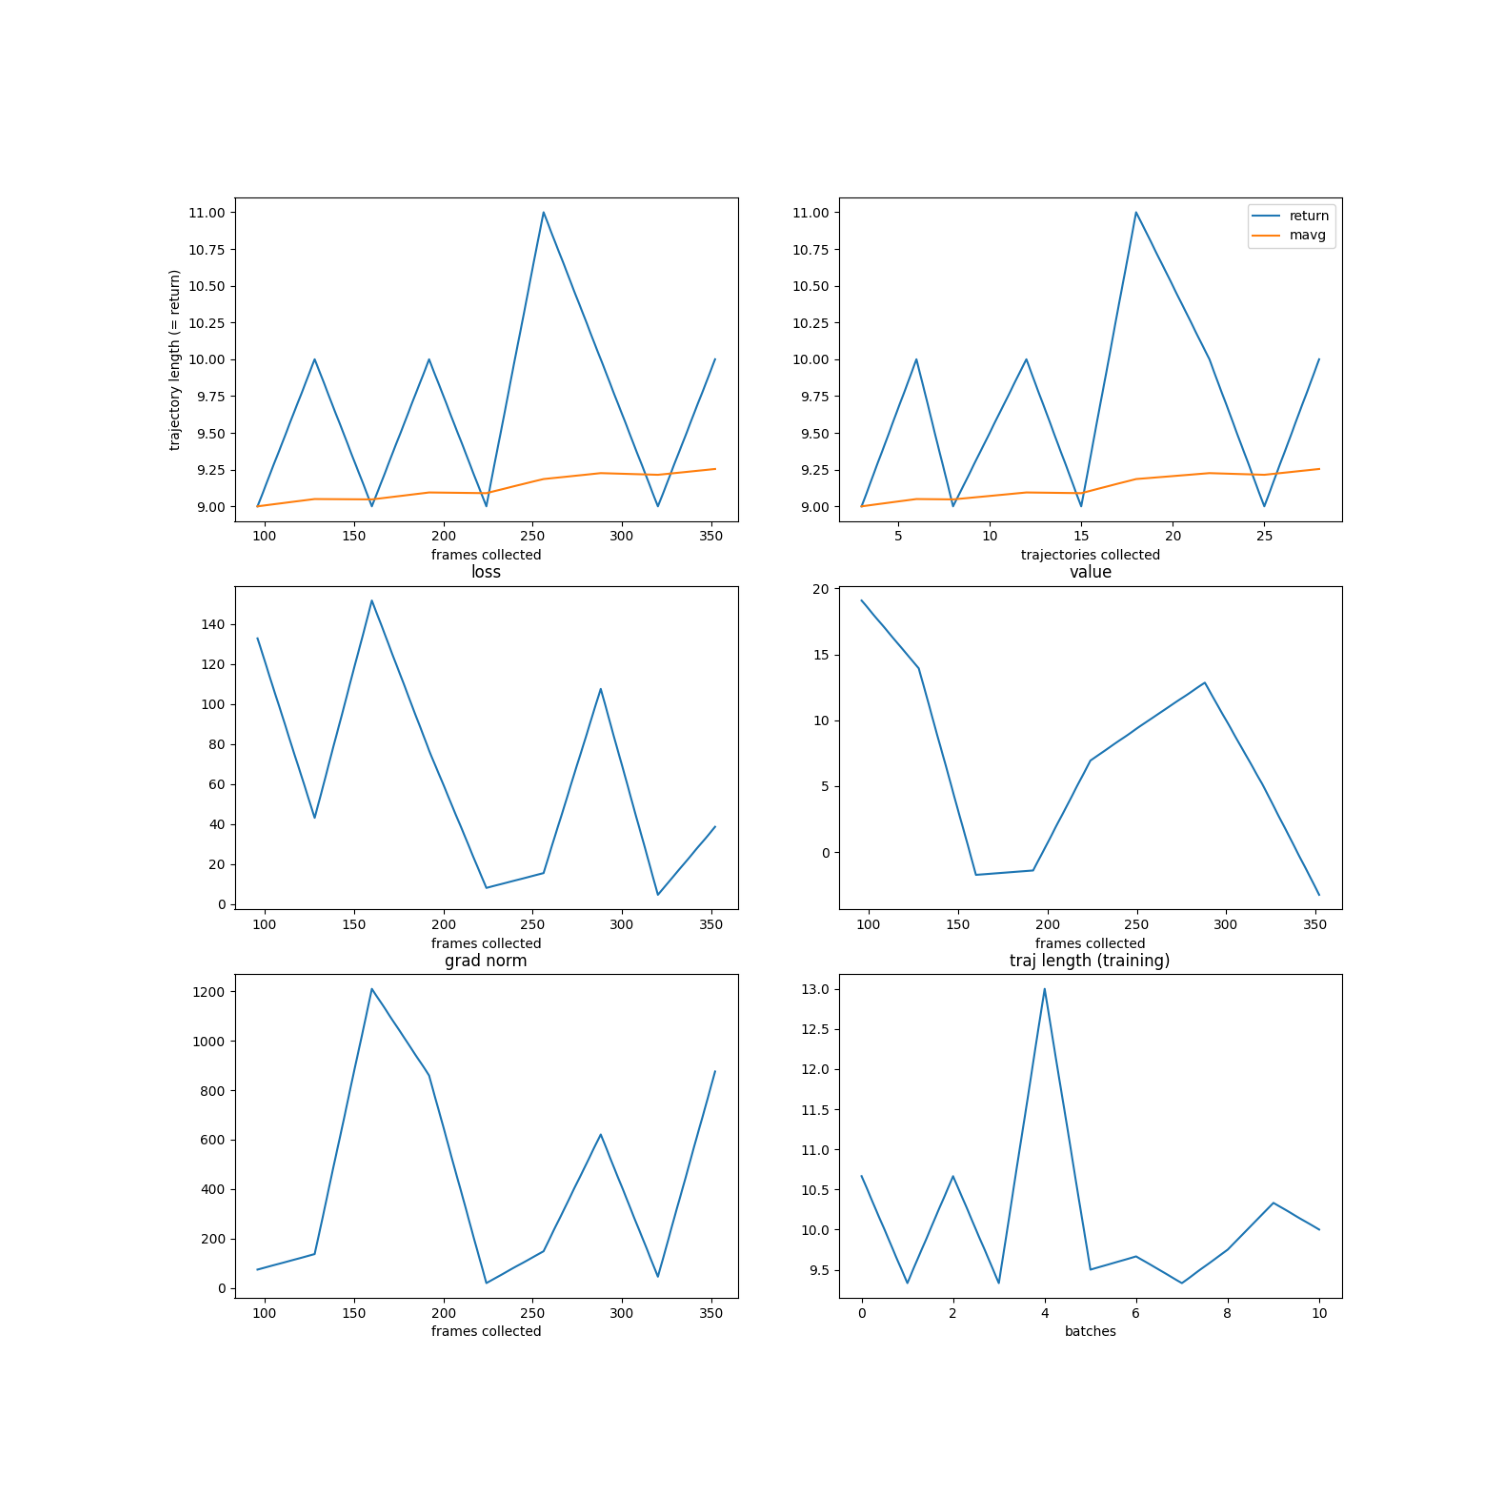 11.00
10.75
10.50
10.25
10.00
9.75
9.50
9.25
9.00
trajectory length (= return)
100 150 200 250 300 350
frames collected
return
mavg
11.00
10.75
10.50
10.25
10.00
9.75
9.50
9.25
9.00
5 10 15 20 25
trajectories collected
loss
140
120
100
80
60
40
20
0
100 150 200 250 300 350
frames collected
value
20
15
10
5
0
100 150 200 250 300 350
frames collected
grad norm
1200
1000
800
600
400
200
0
100 150 200 250 300 350
frames collected
traj length (training)
13.0
12.5
12.0
11.5
11.0
10.5
10.0
9.5
0 2 4 6 8 10
batches